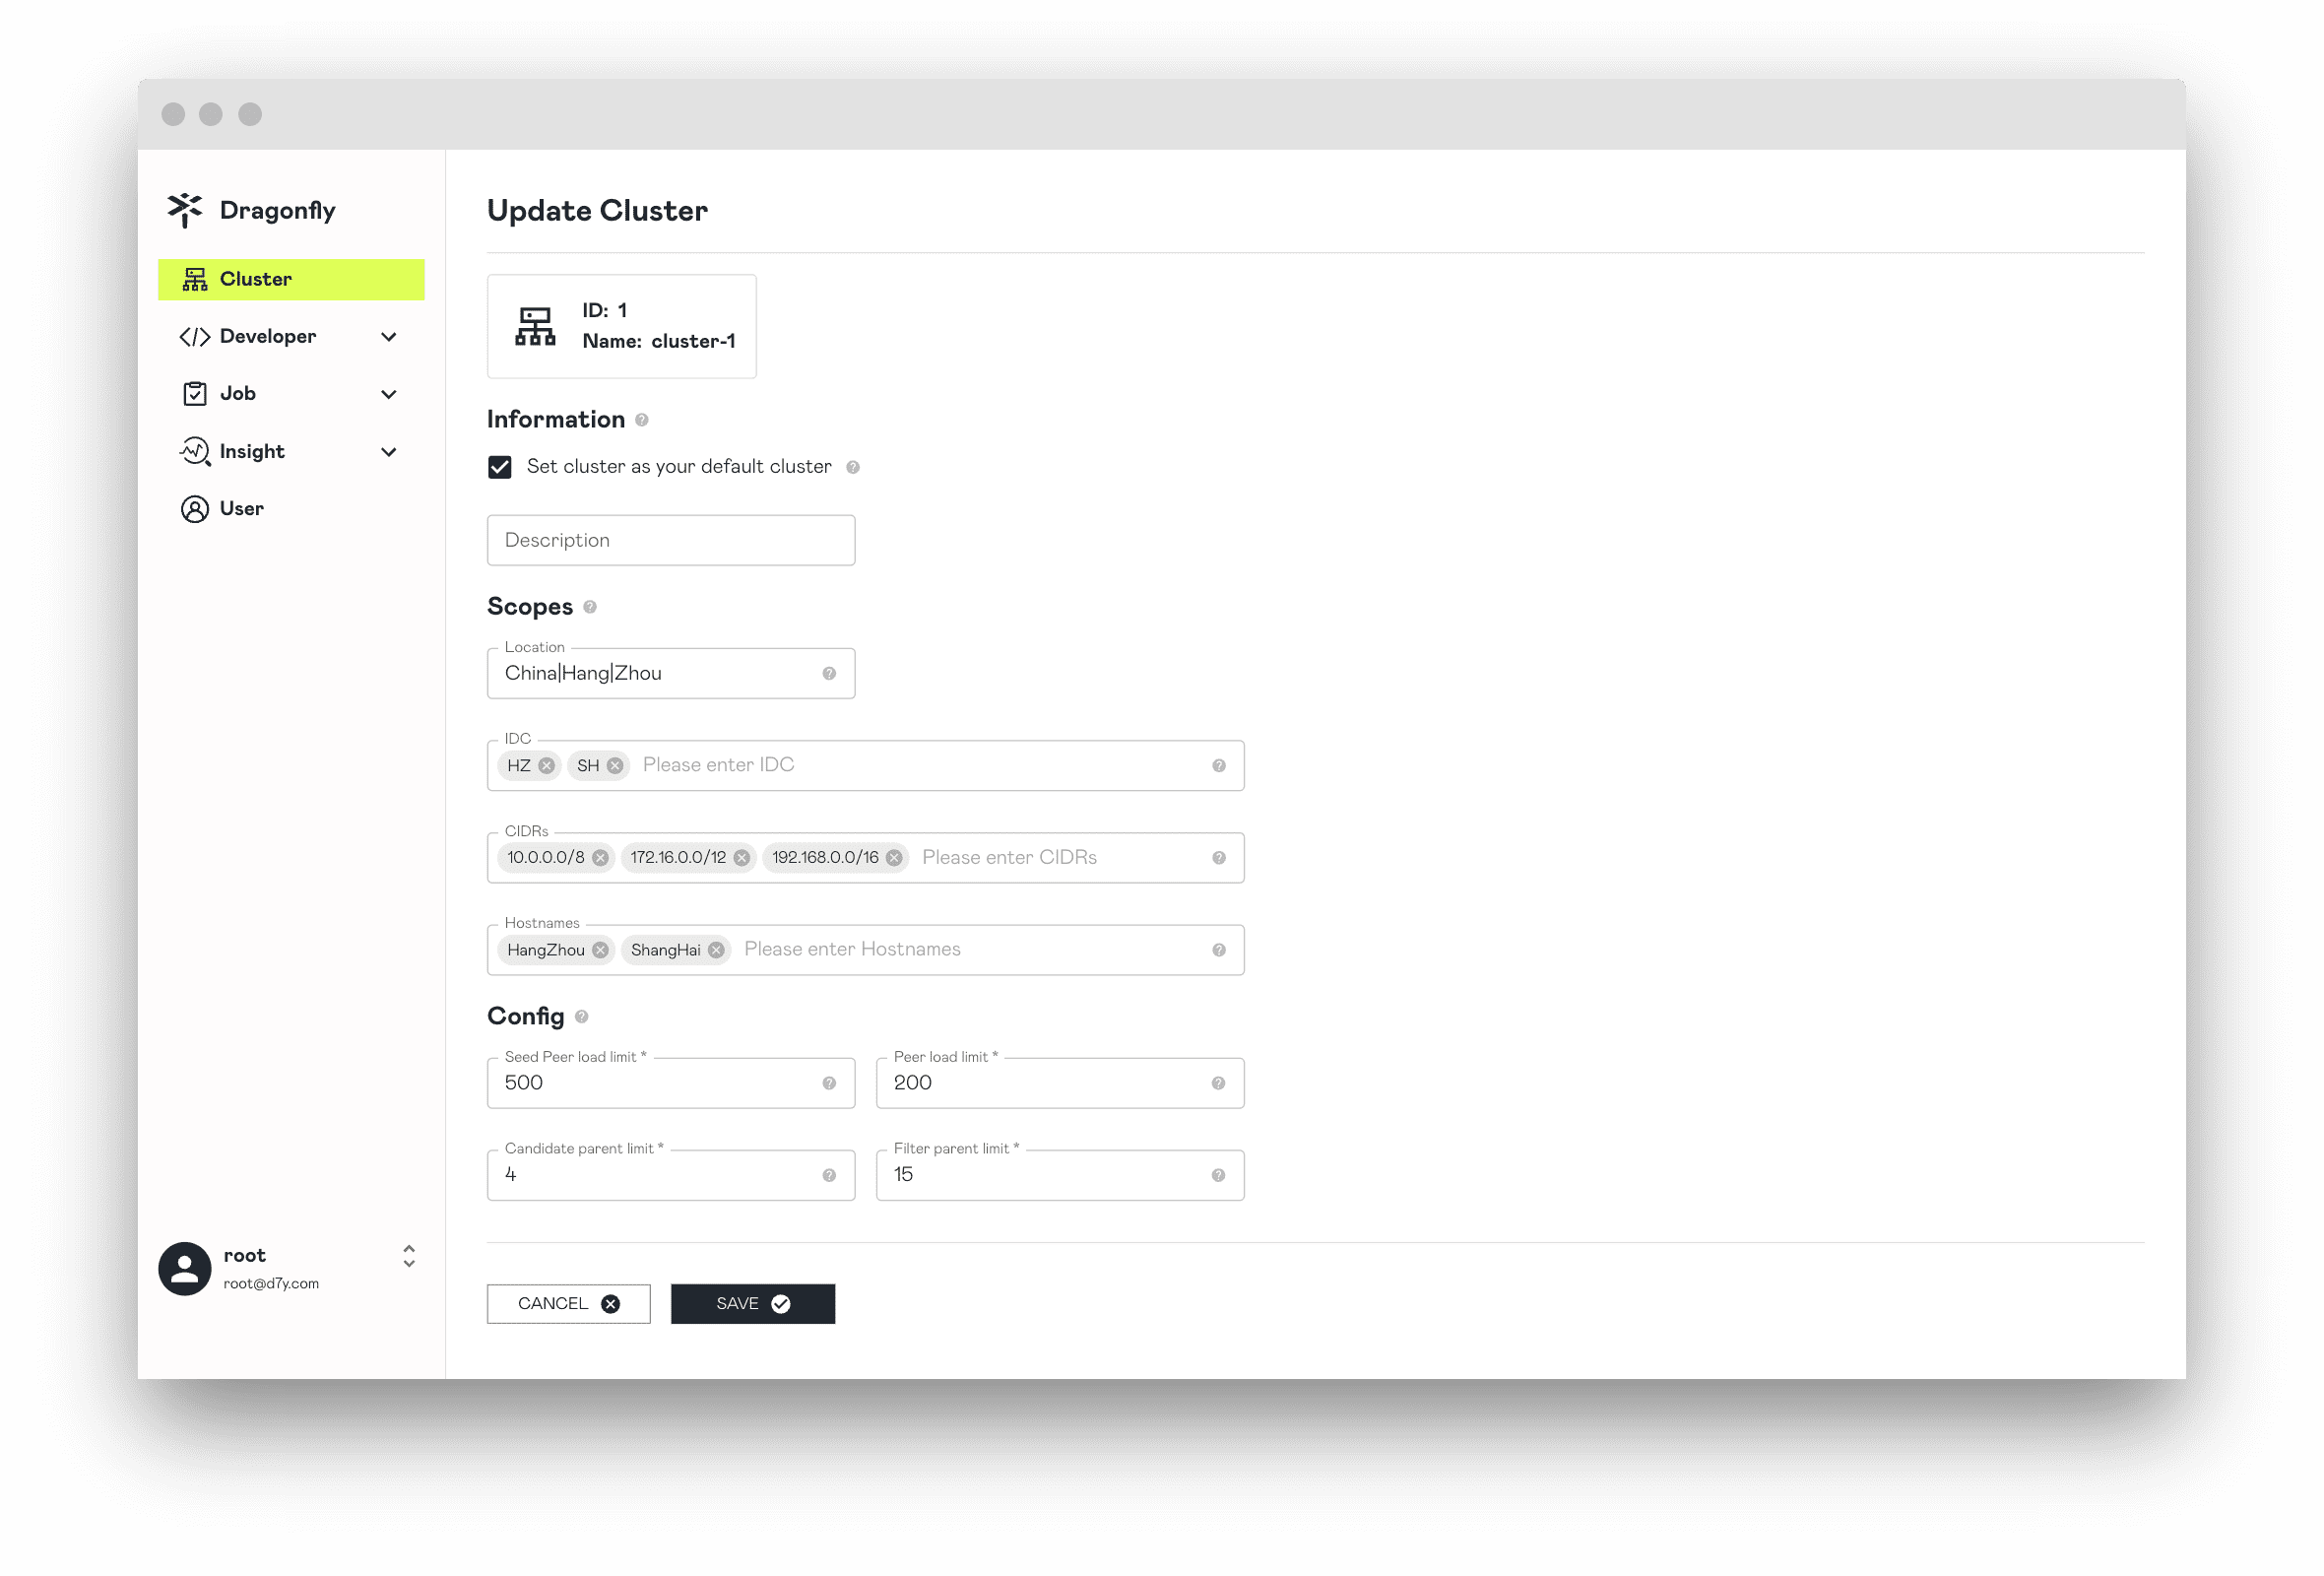 Dragonfly
Cluster
Developer
Job
Insight
User
root
root@d7y.com
Update Cluster
ID: 1
Name: cluster-1
Information
Set cluster as your default cluster
Description
Scopes
Location
China|Hang|Zhou
IDC
HZ SH Please enter IDC
CIDRs
10.0.0.0/8 172.16.0.0/12 192.168.0.0/16 Please enter CIDRs
Hostnames
HangZhou ShangHai Please enter Hostnames
Config
Seed Peer load limit * Peer load limit *
500 200
Candidate parent limit * Filter parent limit *
4 15
CANCEL SAVE